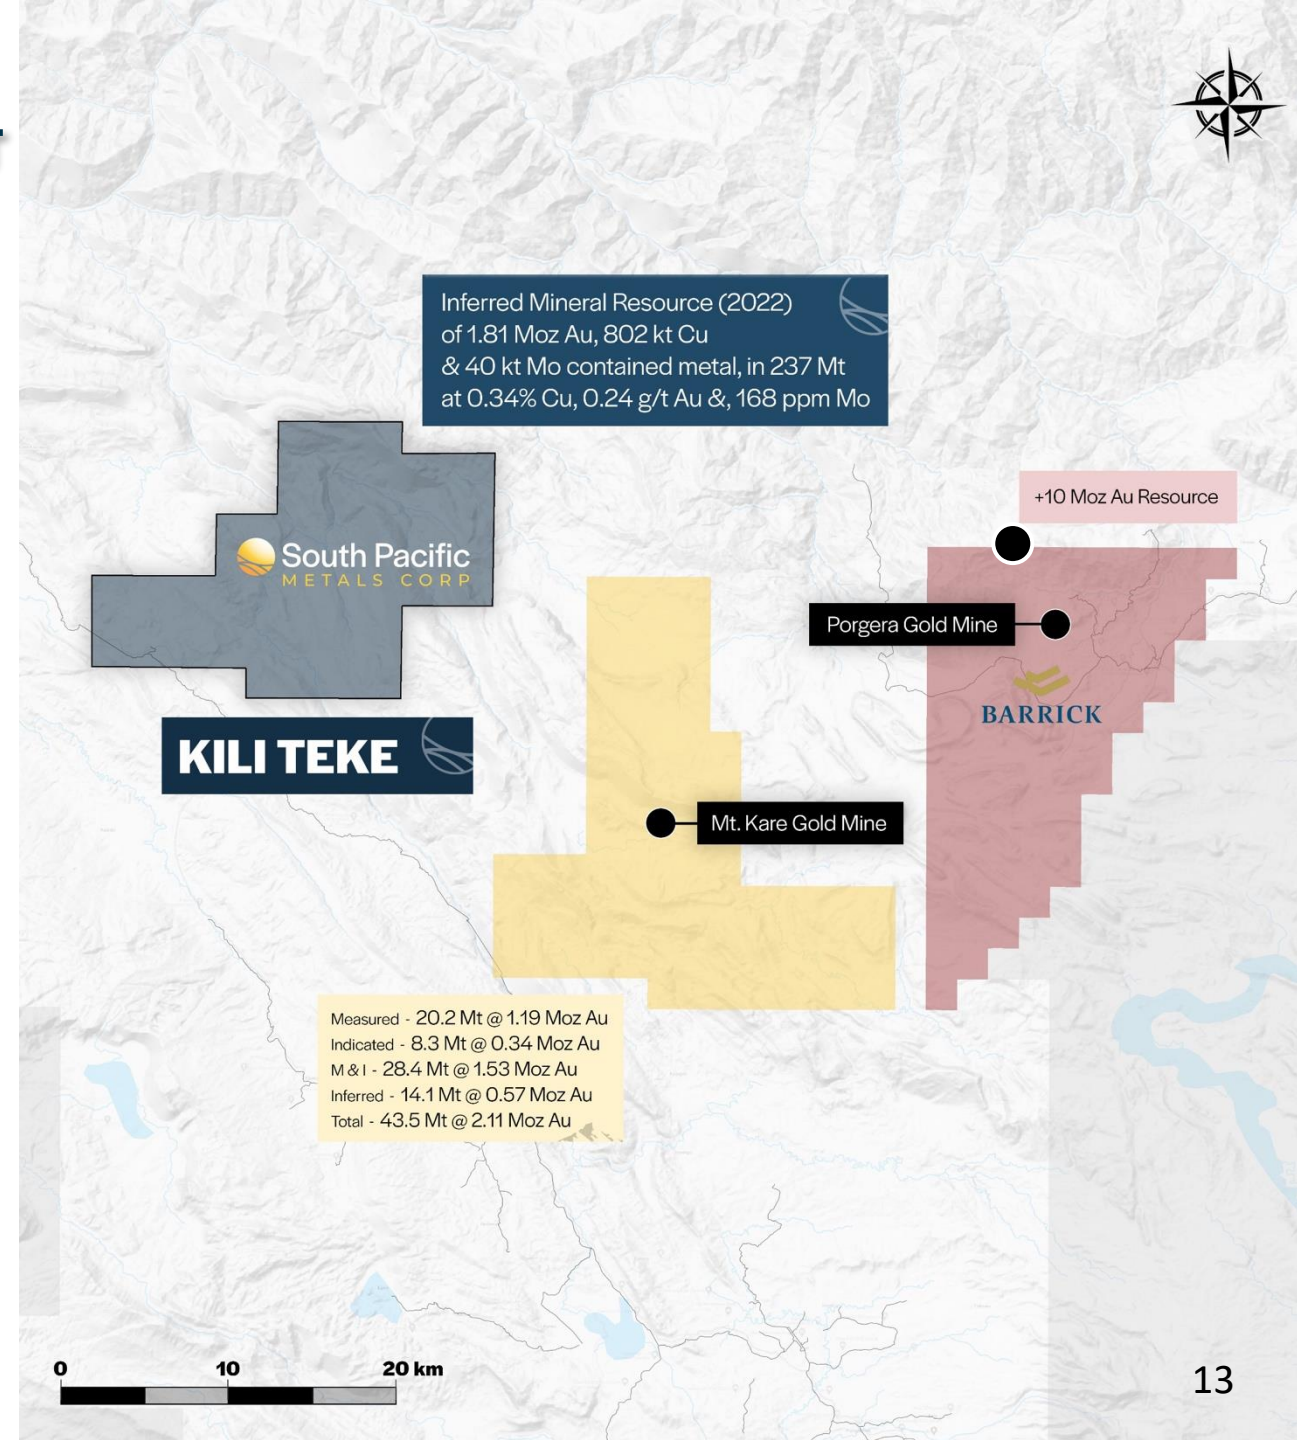 Inferred Mineral Resource (2022)
of 1.81 Moz Au, 802 kt Cu
& 40 kt Mo contained metal, in 237 Mt
at 0.34% Cu, 0.24 g/t Au &, 168 ppm Mo
+10 Moz Au Resource
South Pacific
METALS CORP
Porgera Gold Mine
BARRICK
KILI TEKE
Mt. Kare Gold Mine
Measured - 20.2 Mt @ 1.19 Moz Au
Indicated - 8.3 Mt @ 0.34 Moz Au
M & I - 28.4 Mt @ 1.53 Moz Au
Inferred - 14.1 Mt @ 0.57 Moz Au
Total - 43.5 Mt @ 2.11 Moz Au
0 10 20 km
13